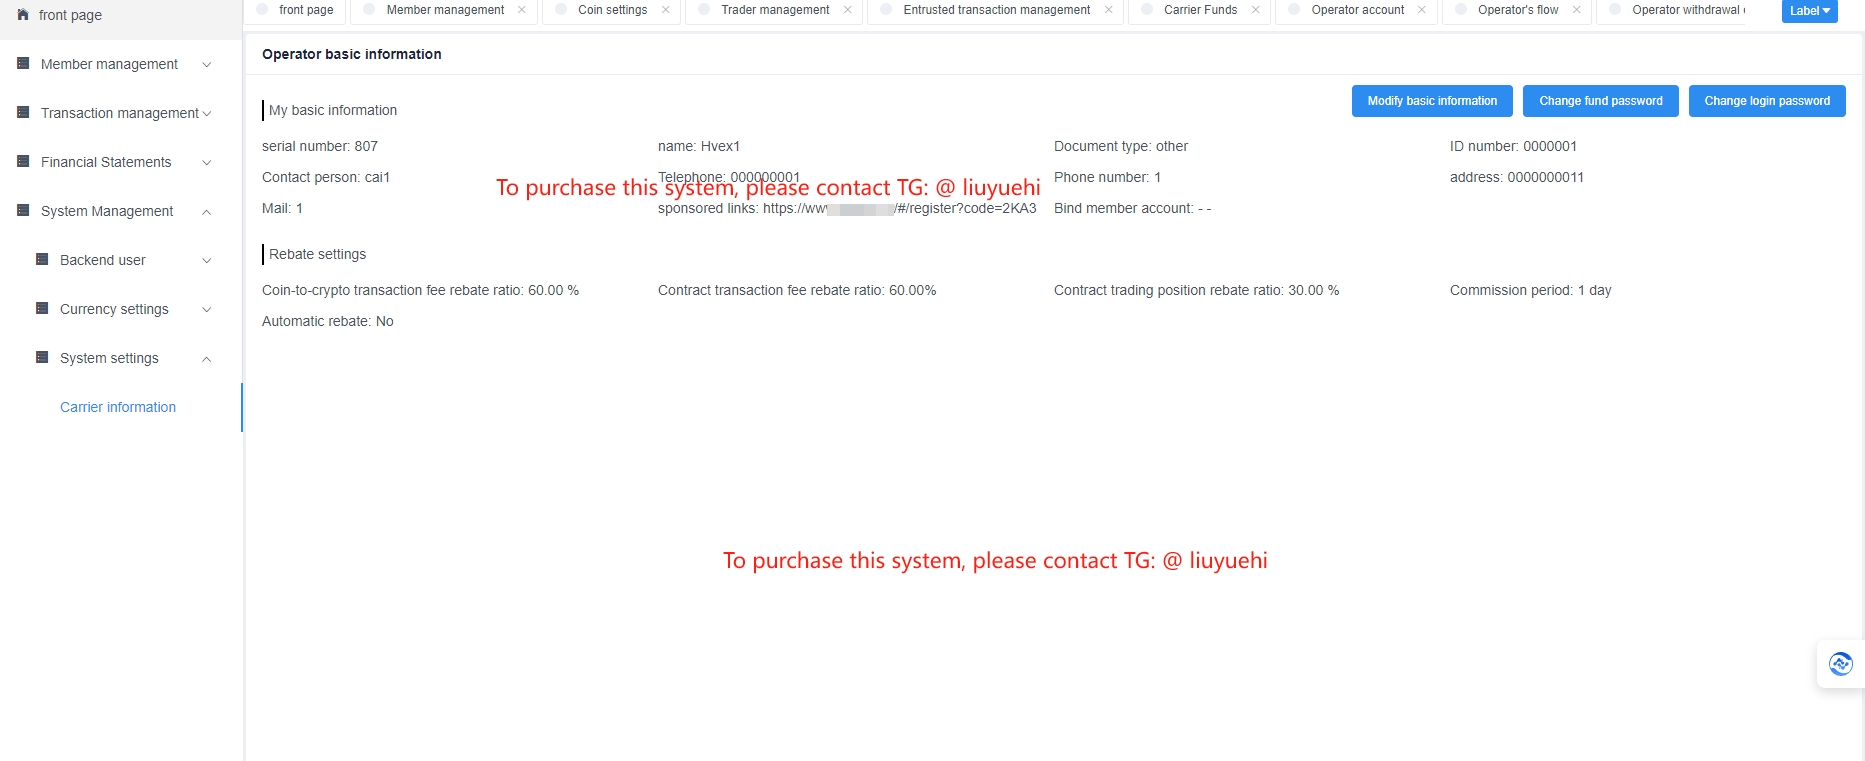 front page
front page
Member management
Coin settings
Trader management
Entrusted transaction management
Carrier Funds
Operator account
Operator's flow
Operator withdrawal
Label
Operator basic information
Member management
Transaction management
Financial Statements
System Management
Backend user
Currency settings
System settings
Carrier information
My basic information
Modify basic information
Change fund password
Change login password
serial number: 807
name: Hvex1
Document type: other
ID number: 0000001
Contact person: cai1
Telephone: 000000001
Phone number: 1
address: 0000000011
To purchase this system, please contact TG: @ liuyuehi
Mail: 1
sponsored links: https://ww /#/register?code=2KA3
Bind member account: - -
Rebate settings
Coin-to-crypto transaction fee rebate ratio: 60.00 %
Contract transaction fee rebate ratio: 60.00%
Contract trading position rebate ratio: 30.00 %
Commission period: 1 day
Automatic rebate: No
To purchase this system, please contact TG: @ liuyuehi